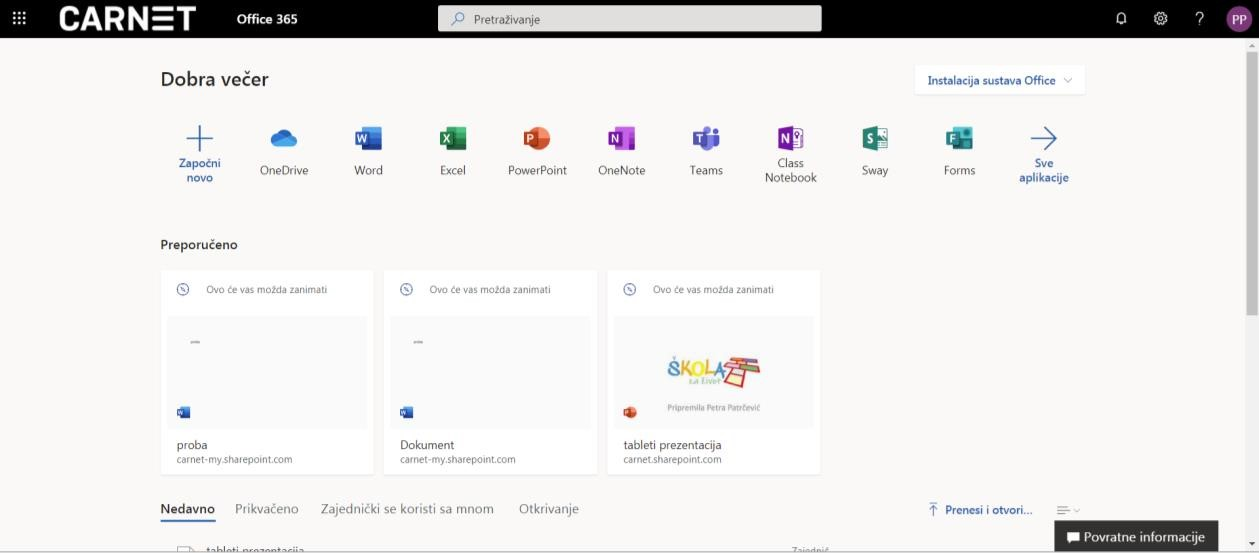 CARNET Office 365 Pretraživanje ? PP
Dobra večer
Instalacija sustava Office
Započni novo
OneDrive
Word
Excel
PowerPoint
OneNote
Teams
Class
Notebook
Sway
Forms
Sve
aplikacije
Preporučeno
Ovo će vas možda zanimati
proba
carnet-my.sharepoint.com
Ovo će vas možda zanimati
Dokument
carnet-my.sharepoint.com
Ovo će vas možda zanimati
ŠKOLA
za život
Pripremila Petra Patrčević
tableti prezentacija
carnet.sharepoint.com
Nedavno Prikvačeno Zajednički se koristi sa mnom Otkrivanje
Prenesi i otvori...
tableti prezentacija
Povratne informacije